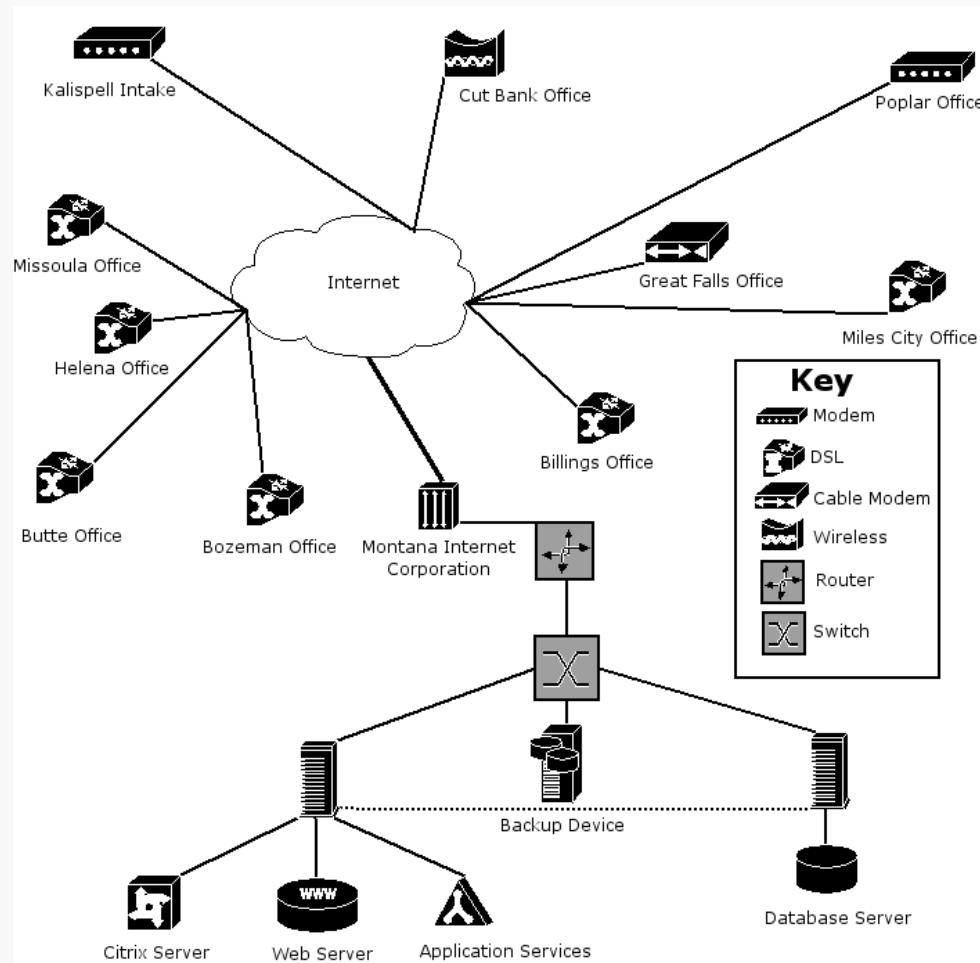 Kalispell Intake
Cut Bank Office
Poplar Office
Missoula Office
Internet
Great Falls Office
Helena Office
Miles City Office
Key
Modem
DSL
Cable Modem
Wireless
Router
Switch
Billings Office
Butte Office
Bozeman Office
Montana Internet
Corporation
Backup Device
WWW
Citrix Server
Web Server
Application Services
Database Server